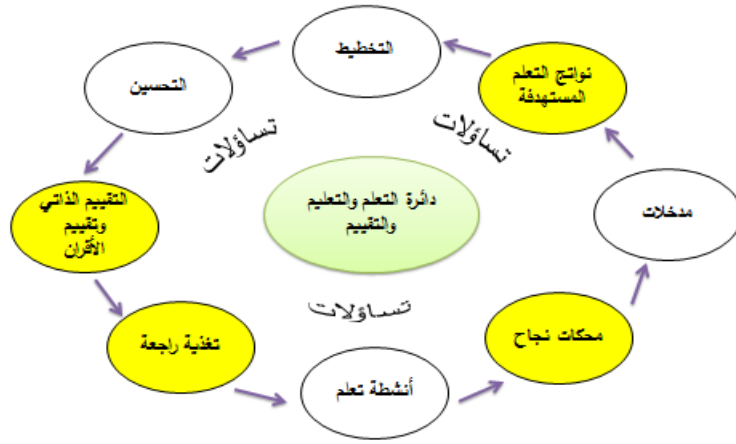 التخطيط
نواتج التعلم
المستهدفة
التحسين
تساؤلات
تساؤلات
دائرة التعلم والتعليم
والتقييم
مدخلات
التقييم الذاتي
وتقييم
الأقران
تساؤلات
محكات نجاح
تغذية راجعة
أنشطة تعلم